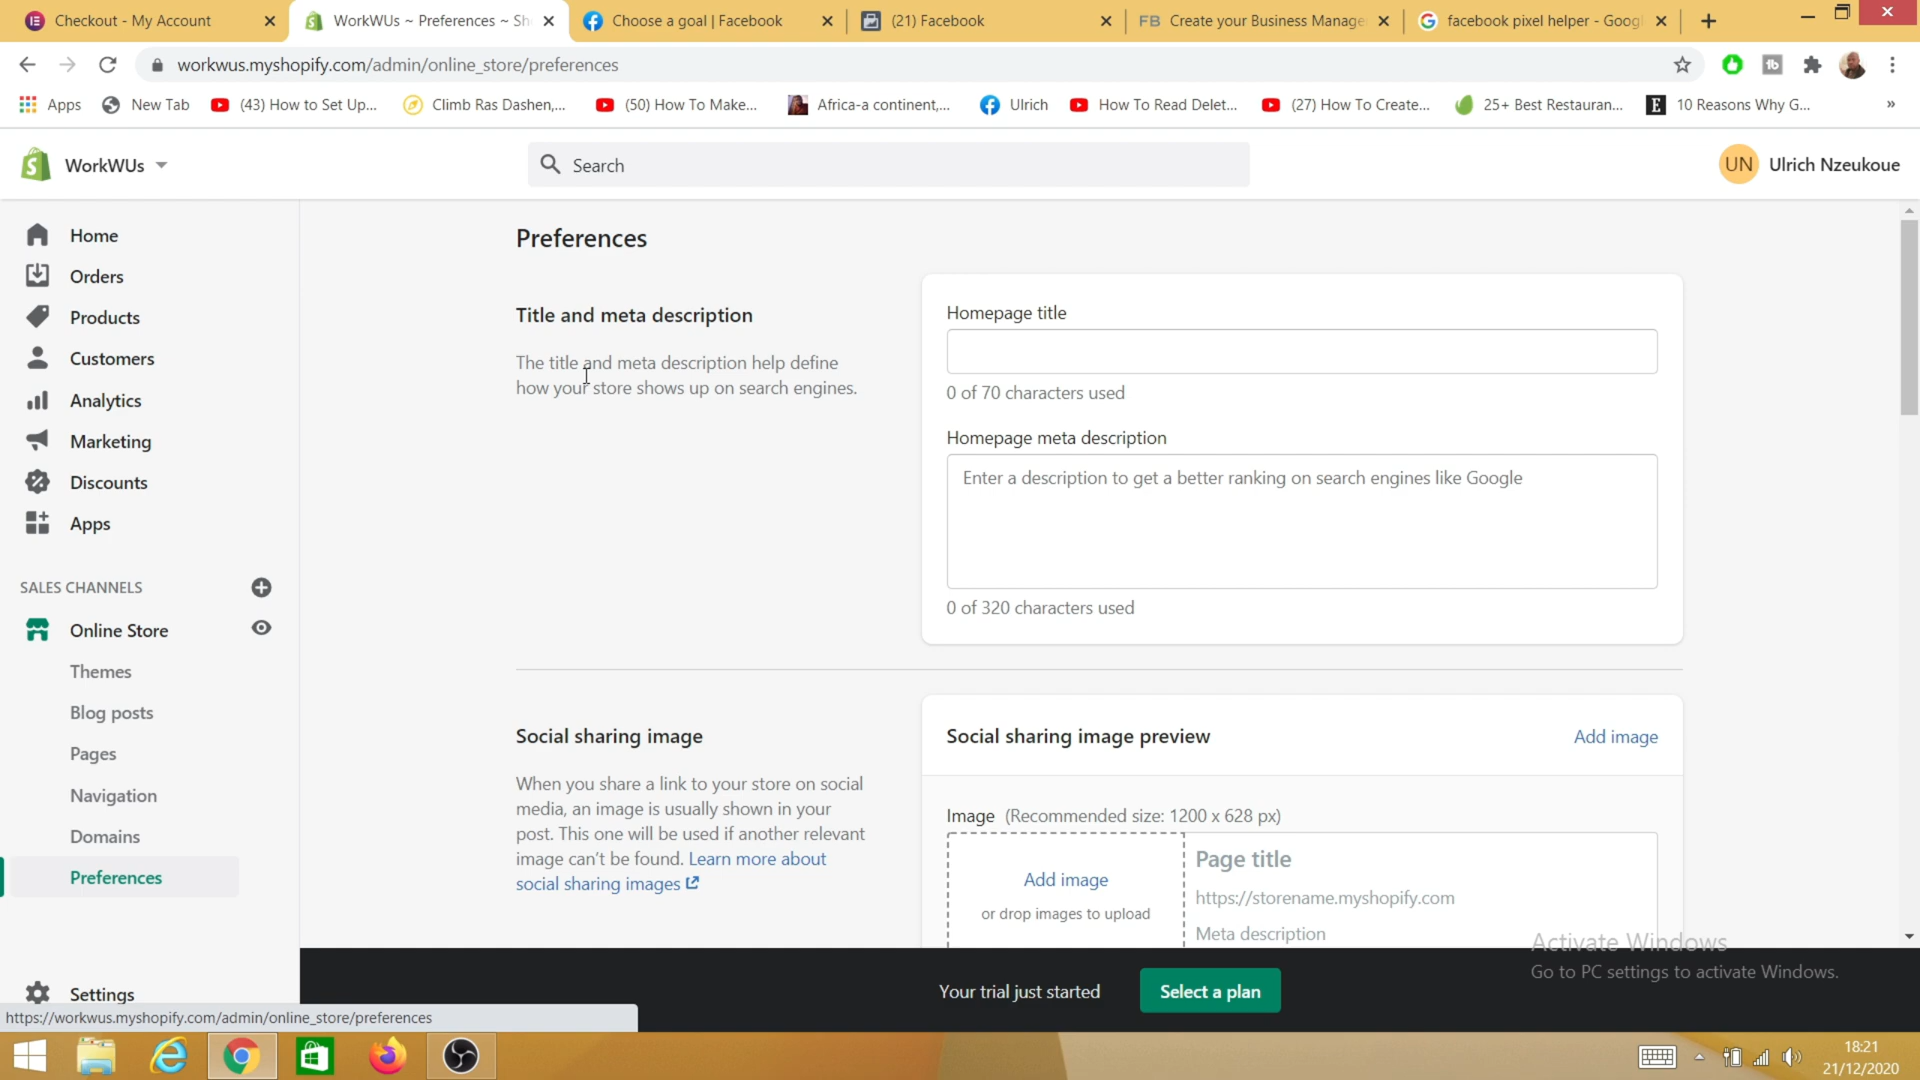 Checkout - My Account
WorkWUs ~ Preferences ~ Sh
Choose a goal | Facebook
(21) Facebook
FB Create your Business Manage
facebook pixel helper - Googl
workwus.myshopify.com/admin/online_store/preferences
Apps
New Tab
(43) How to Set Up...
Climb Ras Dashen,...
(50) How To Make...
Africa-a continent,...
Ulrich
How To Read Delet...
(27) How To Create...
25+ Best Restauran...
E 10 Reasons Why G...
»
WorkWUs
Search
UN Ulrich Nzeukoue
Home
Orders
Products
Customers
Analytics
Marketing
Discounts
Apps
SALES CHANNELS
Online Store
Themes
Blog posts
Pages
Navigation
Domains
Preferences
Settings
https://workwus.myshopify.com/admin/online_store/preferences
Preferences
Title and meta description
The title and meta description help define
how your store shows up on search engines.
Homepage title
0 of 70 characters used
Homepage meta description
Enter a description to get a better ranking on search engines like Google
0 of 320 characters used
Social sharing image
When you share a link to your store on social
media, an image is usually shown in your
post. This one will be used if another relevant
image can't be found. Learn more about
social sharing images
Social sharing image preview
Add image
Image (Recommended size: 1200 x 628 px)
Add image
or drop images to upload
Page title
https://storename.myshopify.com
Meta description
Activate Windows
Go to PC settings to activate Windows.
Your trial just started
Select a plan
18:21
21/12/2020